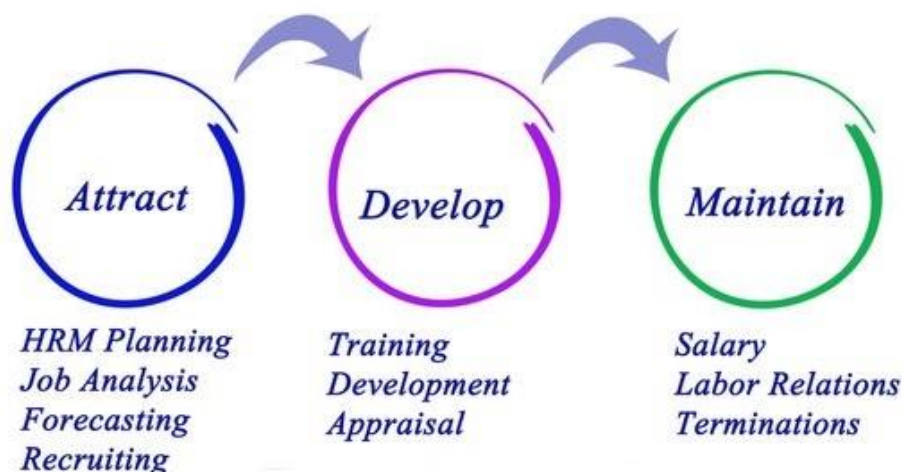 Attract
HRM Planning
Job Analysis
Forecasting
Recruiting
Develop
Training
Development
Appraisal
Maintain
Salary
Labor Relations
Terminations